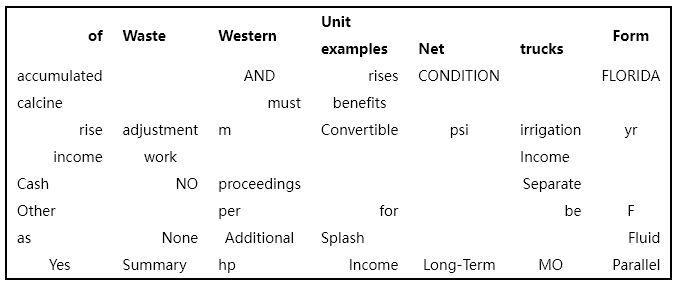 of Waste Western Unit examples Net trucks Form
accumulated AND rises CONDITION FLORIDA
calcine must benefits
rise adjustment m Convertible psi irrigation yr
income work Income
Cash NO proceedings Separate
Other per for be F
as None Additional Splash Fluid
Yes Summary hp Income Long-Term MO Parallel